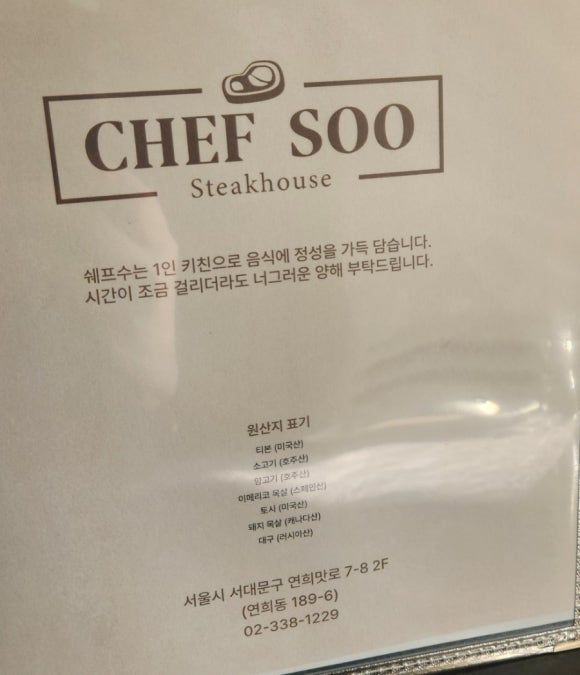 CHEF SOO
Steakhouse
쉐프수는 1인 키친으로 음식에 정성을 가득 담습니다.
시간이 조금 걸리더라도 너그러운 양해 부탁드립니다.
원산지 표기
티본 (미국산)
소고기 (호주산)
양고기 (호주산)
이메리코 목살 (스페인산)
토시 (미국산)
돼지 목살 (캐나다산)
대구 (러시아산)
서울시 서대문구 연희맛로 7-8 2F
(연희동 189-6)
02-338-1229